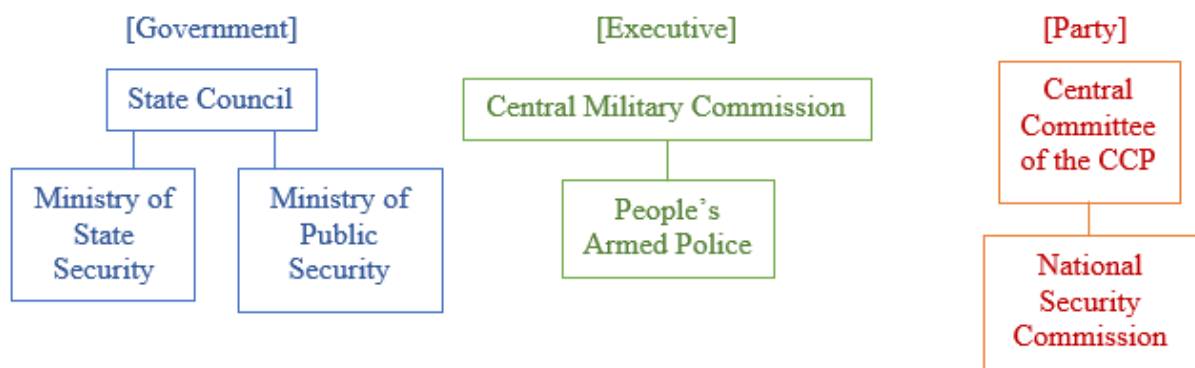 [Government]
[Executive]
[Party]
State Council
Central Military Commission
Central
Committee
of the CCP
Ministry of
State
Security
Ministry of
Public
Security
People’s
Armed Police
National
Security
Commission